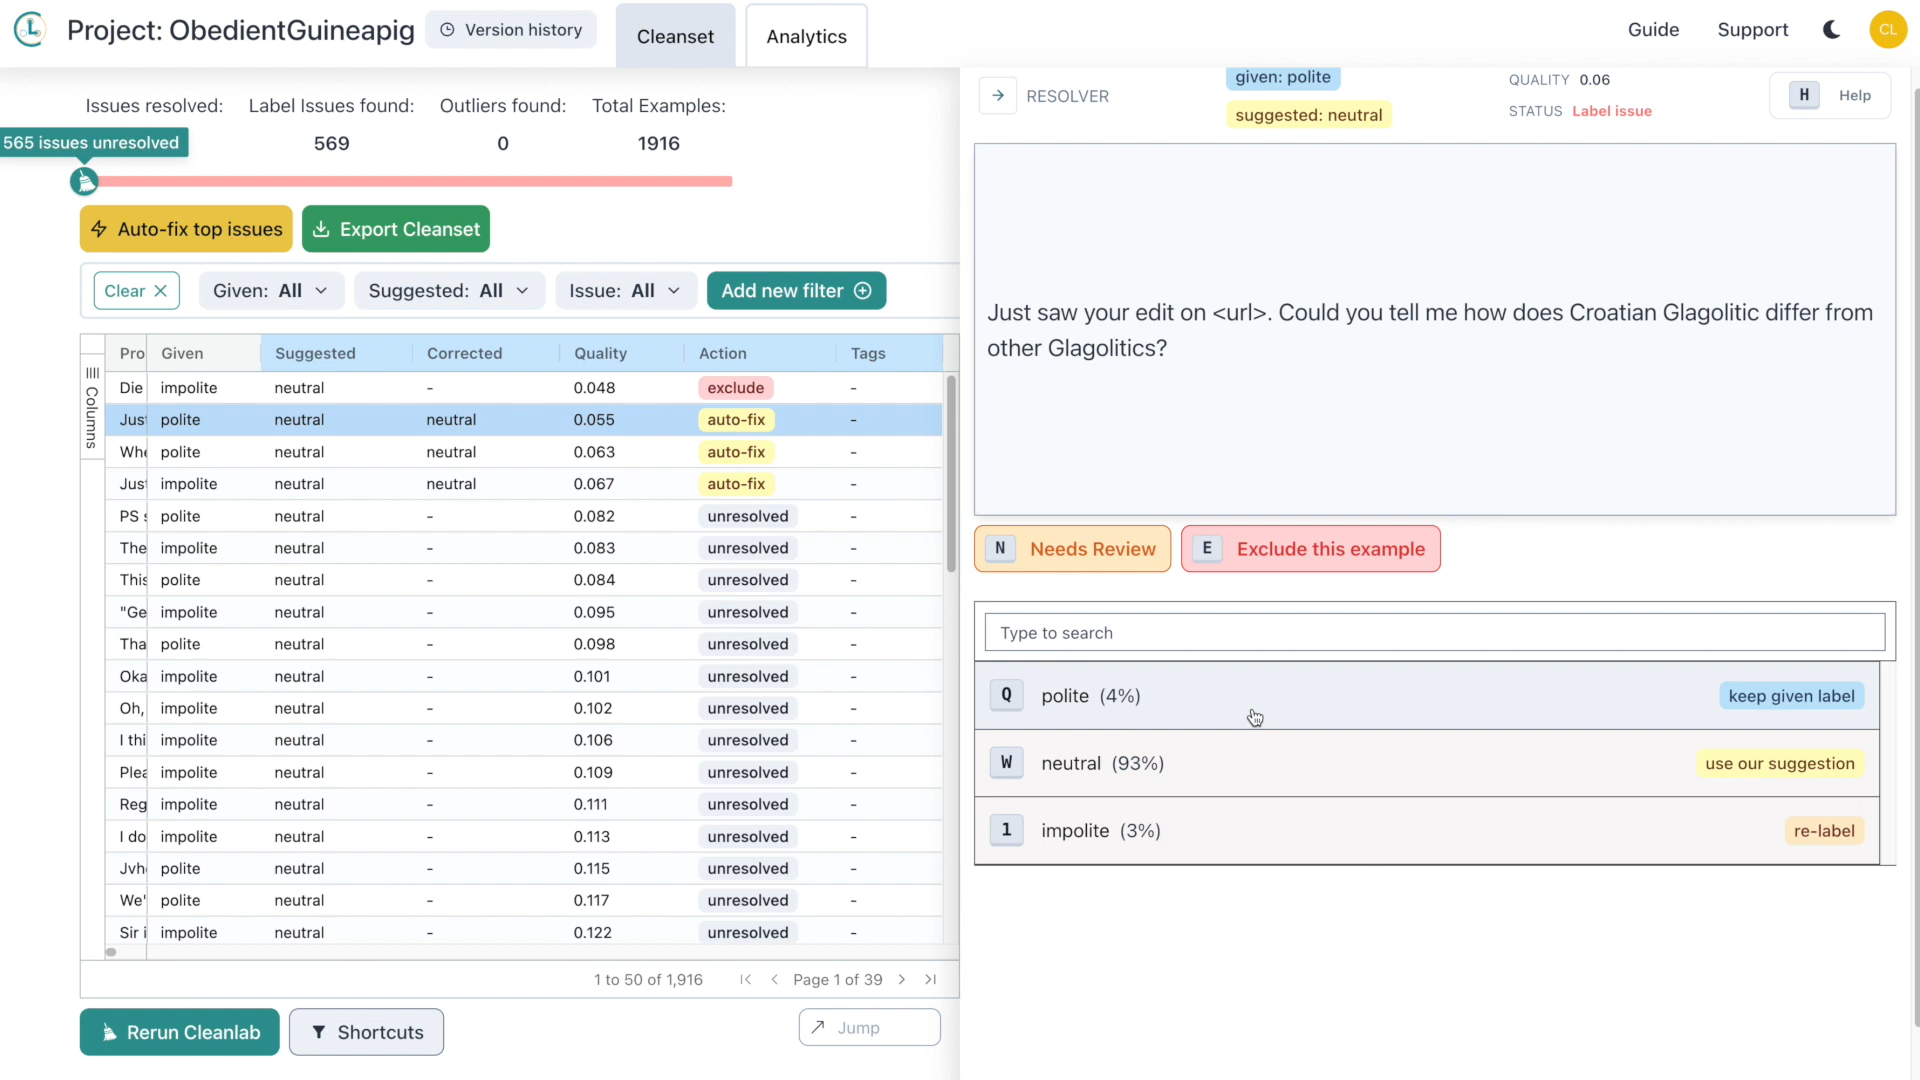 Project: ObedientGuineapig
Version history
Cleanset
Analytics
Guide
Support
CL
Issues resolved:
Label Issues found:
Outliers found:
Total Examples:
565 issues unresolved
569
0
1916
Auto-fix top issues
Export Cleanset
Clear
Given: All
Suggested: All
Issue: All
Add new filter
Columns
Pro Given Suggested Corrected Quality Action Tags
Die impolite neutral - 0.048 exclude -
Jus polite neutral neutral 0.055 auto-fix -
Whe polite neutral neutral 0.063 auto-fix -
Jus impolite neutral neutral 0.067 auto-fix -
PS polite neutral - 0.082 unresolved -
The impolite neutral - 0.083 unresolved -
This polite neutral - 0.084 unresolved -
"Ge impolite neutral - 0.095 unresolved -
Tha polite neutral - 0.098 unresolved -
Oka impolite neutral - 0.101 unresolved -
Oh, impolite neutral - 0.102 unresolved -
I thi impolite neutral - 0.106 unresolved -
Plea impolite neutral - 0.109 unresolved -
Reg impolite neutral - 0.111 unresolved -
I do impolite neutral - 0.113 unresolved -
Jvh polite neutral - 0.115 unresolved -
We' polite neutral - 0.117 unresolved -
Sir i impolite neutral - 0.122 unresolved -
1 to 50 of 1,916
Page 1 of 39
Rerun Cleanlab
Shortcuts
Jump
RESOLVER
given: polite
suggested: neutral
QUALITY 0.06
STATUS Label issue
H Help
Just saw your edit on <url>. Could you tell me how does Croatian Glagolitic differ from
other Glagolitics?
N Needs Review
E Exclude this example
Type to search
Q polite (4%) keep given label
W neutral (93%) use our suggestion
1 impolite (3%) re-label